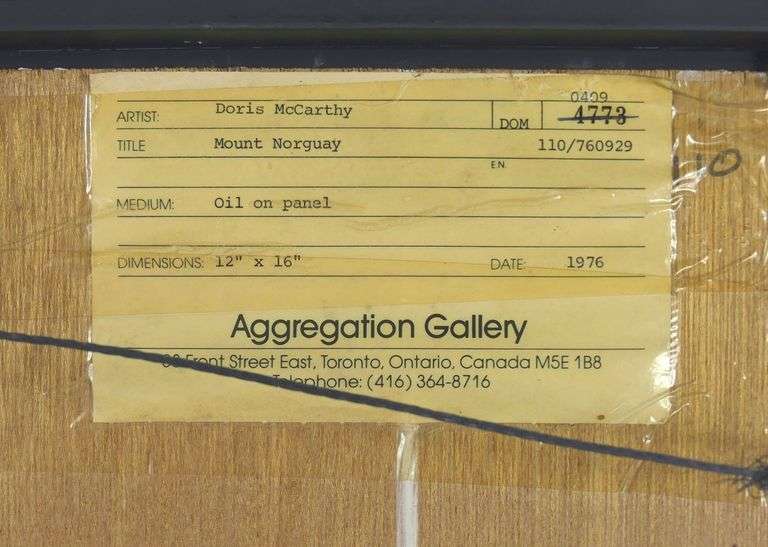 0409
ARTIST: Doris McCarthy DOM 4773
TITLE Mount Norguay 110/760929
EN.
MEDIUM: Oil on panel
DIMENSIONS: 12" x 16" DATE: 1976
Aggregation Gallery
Front Street East, Toronto, Ontario, Canada M5E 1B8
Telephone: (416) 364-8716
110